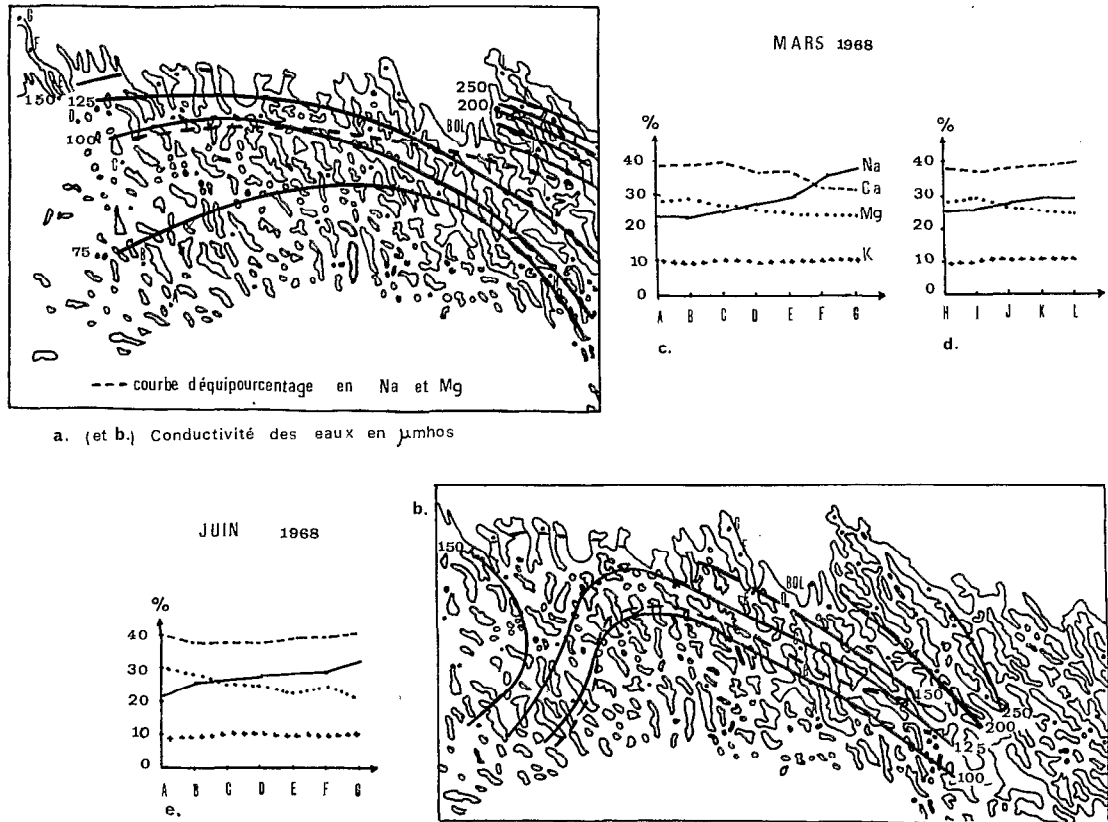 G
F
150
125
D
100
C
75
B
A
BOL
250
200
--- courbe déquipourcentage en Na et Mg
a. (et b.) Conductivité des eaux en µmhos
MARS 1968
%
40
30
20
10
0
Na
Ca
Mg
K
A B C D E F G
c.
%
40
30
20
10
0
H I J K L
d.
JUIN 1968
%
40
30
20
10
0
A B C D E F G
e.
b.
150
G
F
BOL
D
150
250
200
125
100